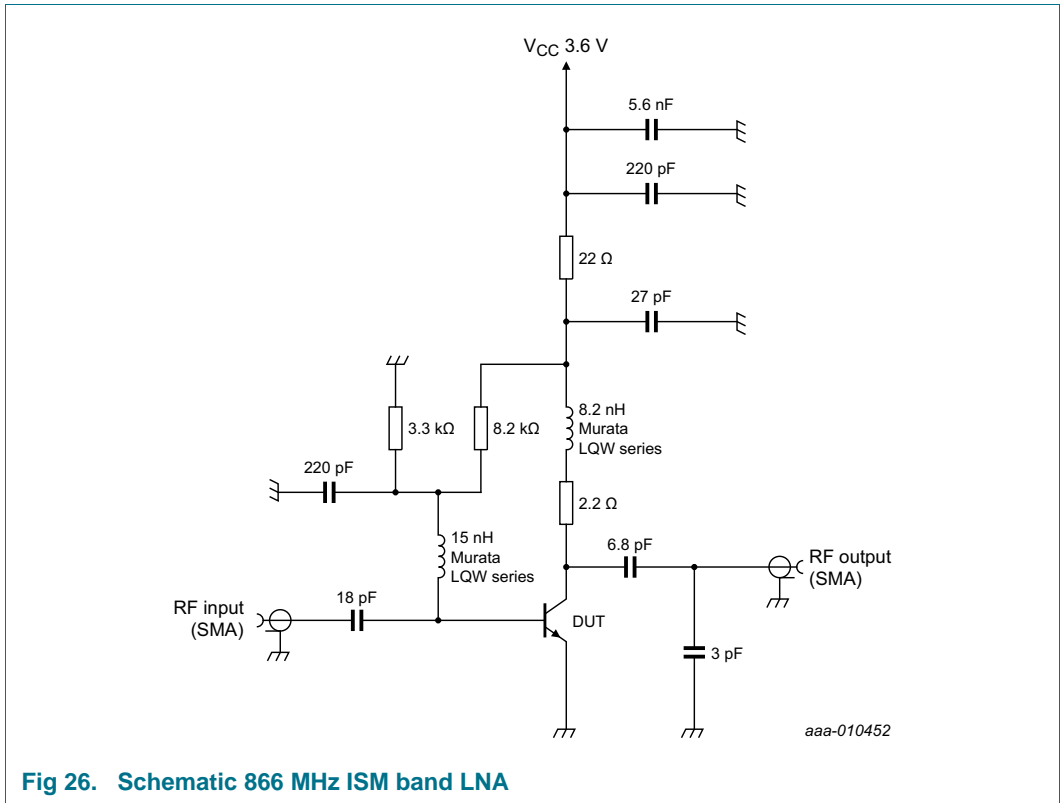 VCC 3.6 V
5.6 nF
220 pF
22 Ω
27 pF
3.3 kΩ
8.2 kΩ
8.2 nH
Murata
LQW series
220 pF
2.2 Ω
15 nH
Murata
LQW series
6.8 pF
RF output
(SMA)
18 pF
RF input
(SMA)
DUT
3 pF
aaa-010452
Fig 26. Schematic 866 MHz ISM band LNA